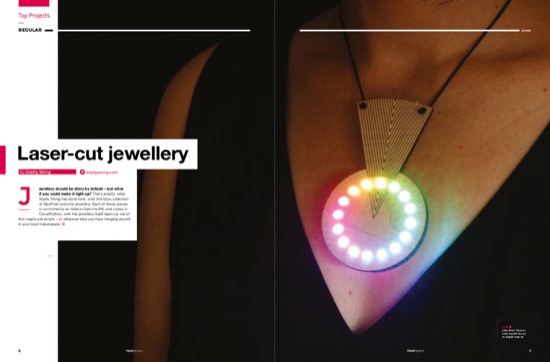 Top Projects
REGULAR
Laser-cut jewellery
By Sophy Wong
sophywong.com
Jewellery should be shiny by default – but what
if you could make it light up? That's exactly what
Sophy Wong has done here, with this
of NeoPixel costume jewellery. Each of these pieces
is controlled by an Adafruit Gemma M0, and coded in
CircuitPython, with the jewellery itself laser-cut out of
thin maple and acrylic – or whatever else you have hanging around
in your local makerspace.
6
HackSpace
HackSpace
7